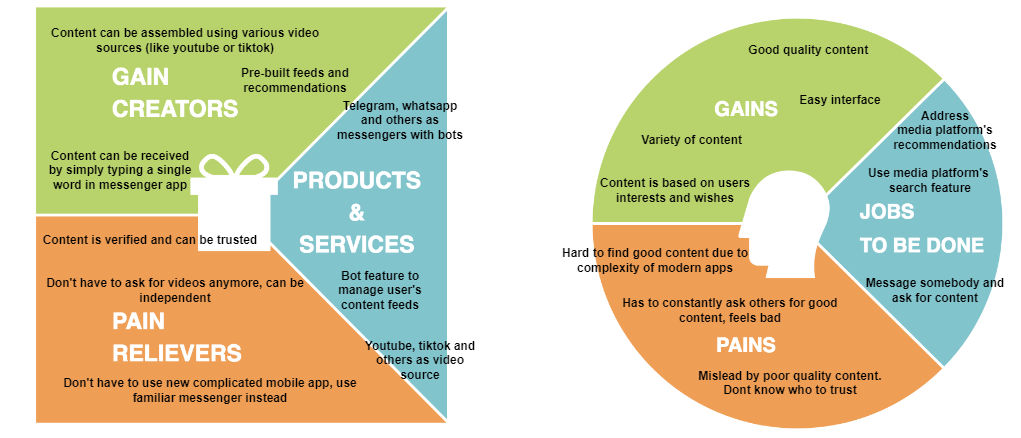 Content can be assembled using various video
sources (like youtube or tiktok)
GAIN
CREATORS
Pre-built feeds and
recommendations
Telegram, whatsapp
and others as
messengers with bots
Content can be received
by simply typing a single
word in messenger app
PRODUCTS
&
SERVICES
Content is verified and can be trusted
Don't have to ask for videos anymore, can be
independent
Bot feature to
manage user's
content feeds
PAIN
RELIEVERS
Youtube, tiktok and
others as video
source
Don't have to use new complicated mobile app, use
familiar messenger instead
Good quality content
GAINS
Easy interface
Variety of content
Address
media platform's
recommendations
Content is based on users
interests and wishes
Use media platform's
search feature
JOBS
TO BE DONE
Hard to find good content due to
complexity of modern apps
Message somebody and
ask for content
Has to constantly ask others for good
content, feels bad
PAINS
Mislead by poor quality content.
Dont know who to trust